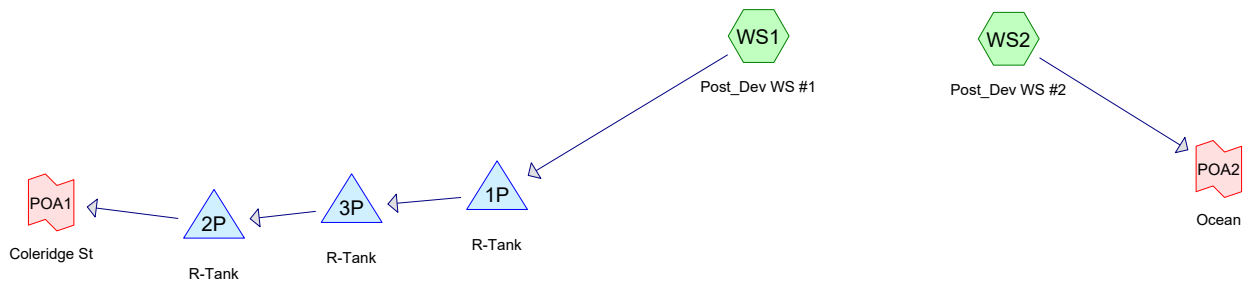 WS1
Post_Dev WS #1
WS2
Post_Dev WS #2
POA1
Coleridge St
2P
R-Tank
3P
R-Tank
1P
R-Tank
POA2
Ocean